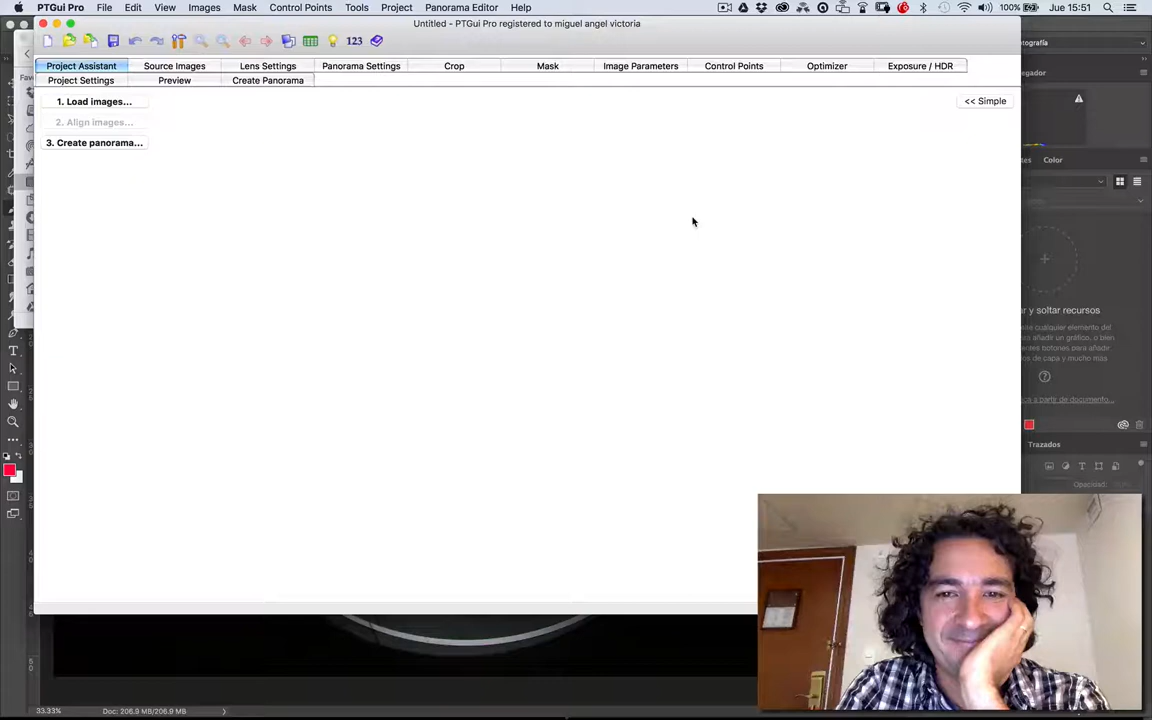 PTGui Pro File Edit View Images Mask Control Points Tools Project Panorama Editor Help 100% Jue 15:51
Untitled - PTGui Pro registered to miguel angel victoria
123
Project Assistant Source Images Lens Settings Panorama Settings Crop Mask Image Parameters Control Points Optimizer Exposure / HDR
Project Settings Preview Create Panorama
1. Load images... << Simple
2. Align images...
3. Create panorama...
Color
Trazados
Opacidad:
33.33% Doc: 206.9 MB/206.9 MB